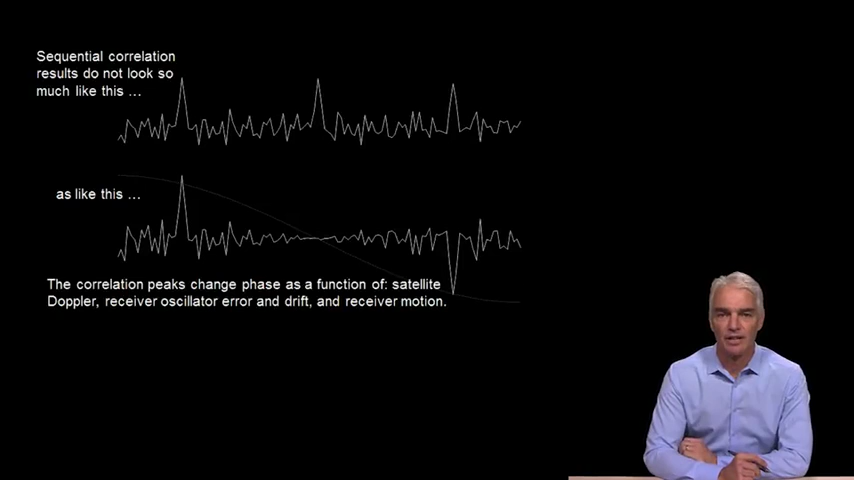 Sequential correlation
results do not look so
much like this ...
as like this ...
The correlation peaks change phase as a function of: satellite
Doppler, receiver oscillator error and drift, and receiver motion.